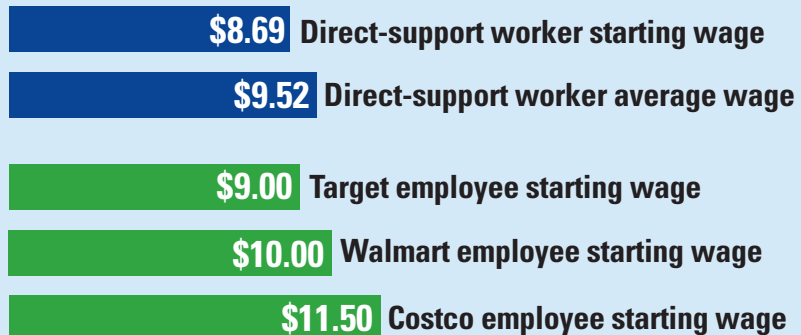 $8.69 Direct-support worker starting wage
$9.52 Direct-support worker average wage
$9.00 Target employee starting wage
$10.00 Walmart employee starting wage
$11.50 Costco employee starting wage